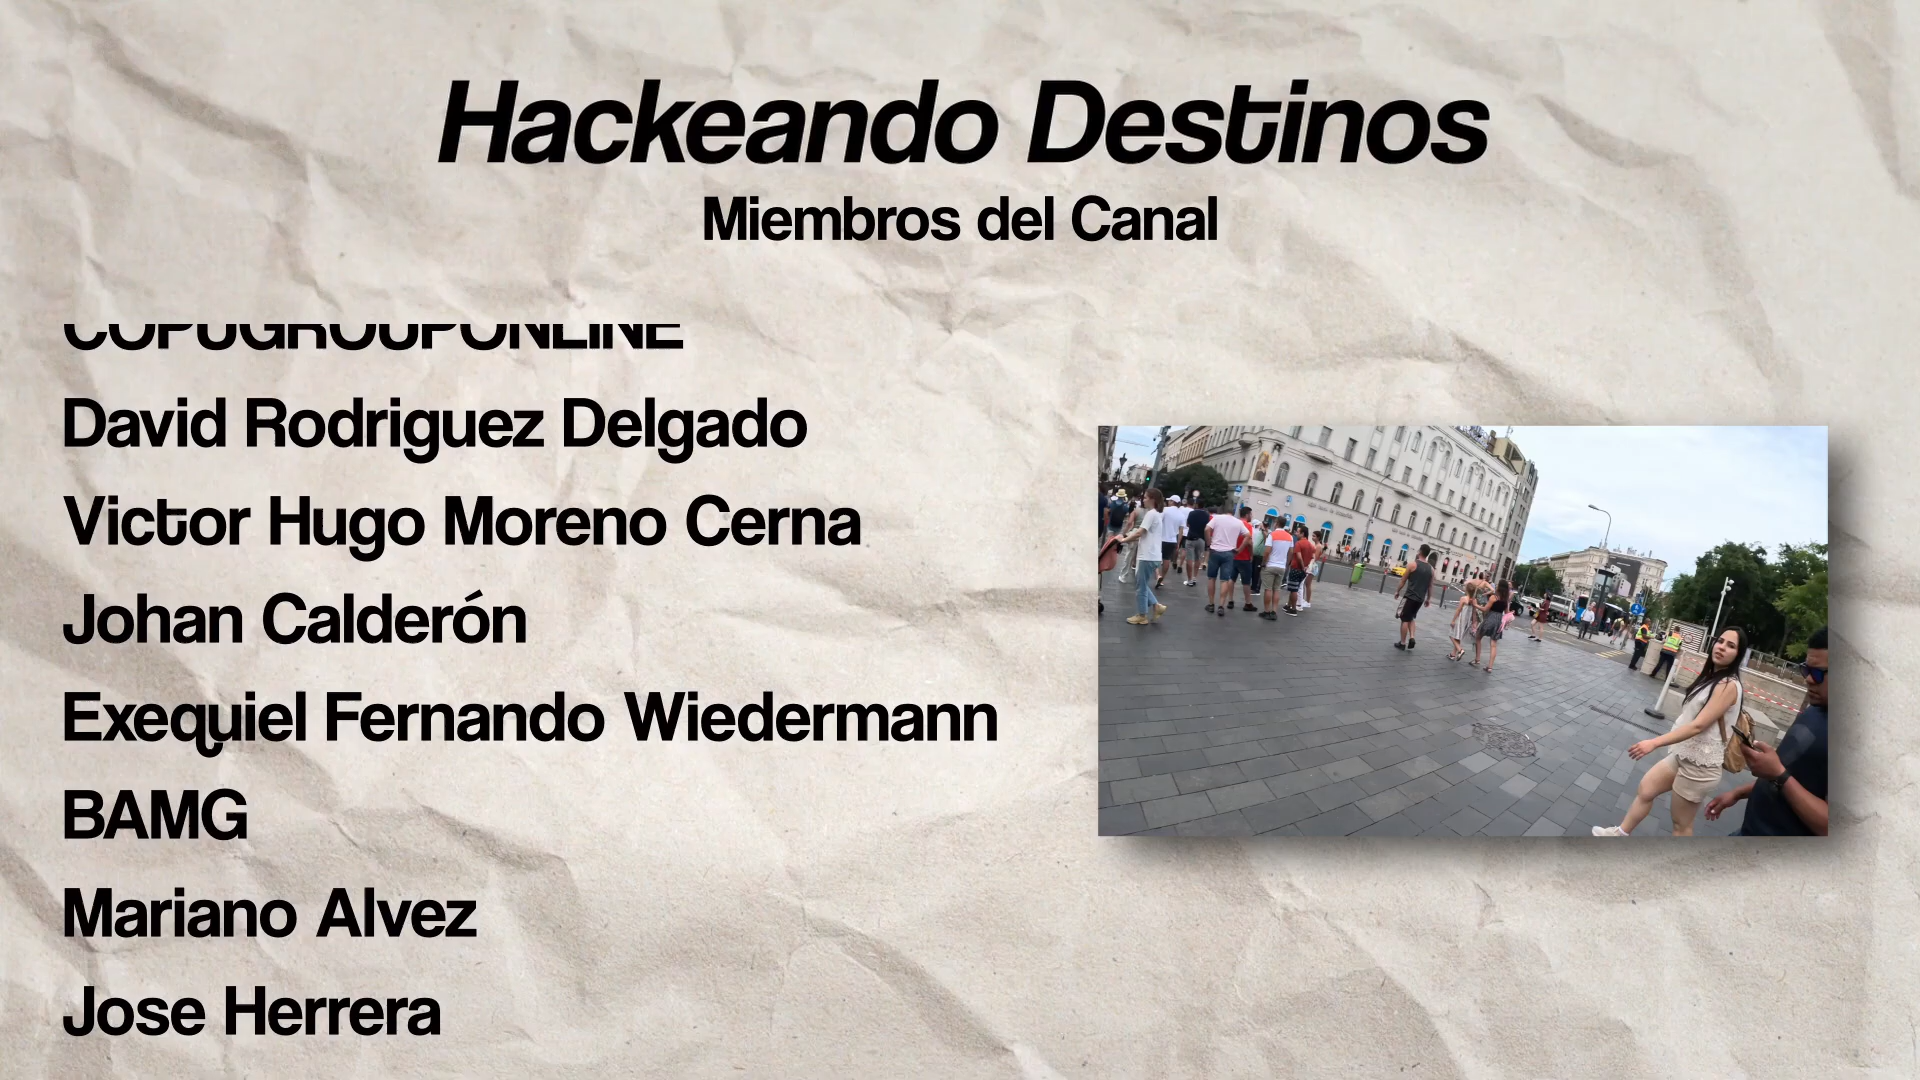 Hackeando Destinos
Miembros del Canal
COPUGROUPONLINE
David Rodriguez Delgado
Victor Hugo Moreno Cerna
Johan Calderón
Exequiel Fernando Wiedermann
BAMG
Mariano Alvez
Jose Herrera